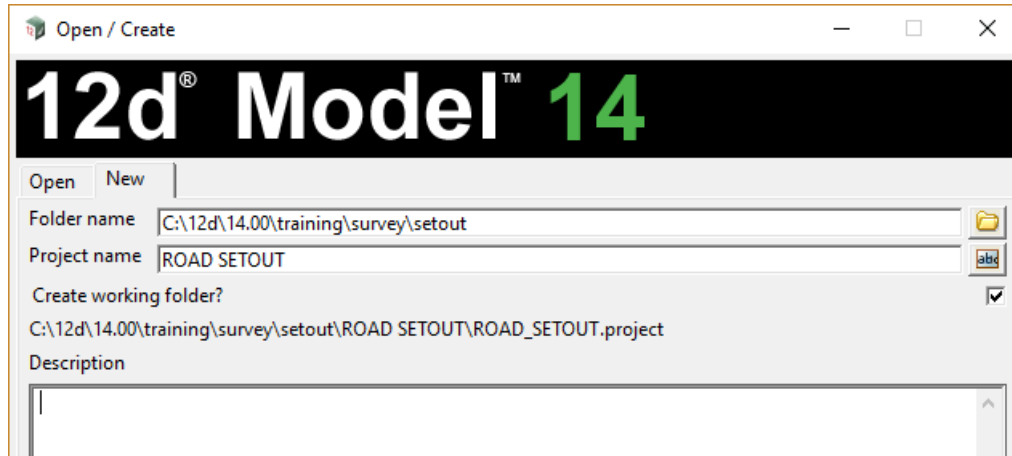 Open / Create
12d® Model™ 14
Open New
Folder name C:\12d\14.00\training\survey\setout
Project name ROAD SETOUT
abc
Create working folder?
C:\12d\14.00\training\survey\setout\ROAD SETOUT\ROAD_SETOUT.project
Description